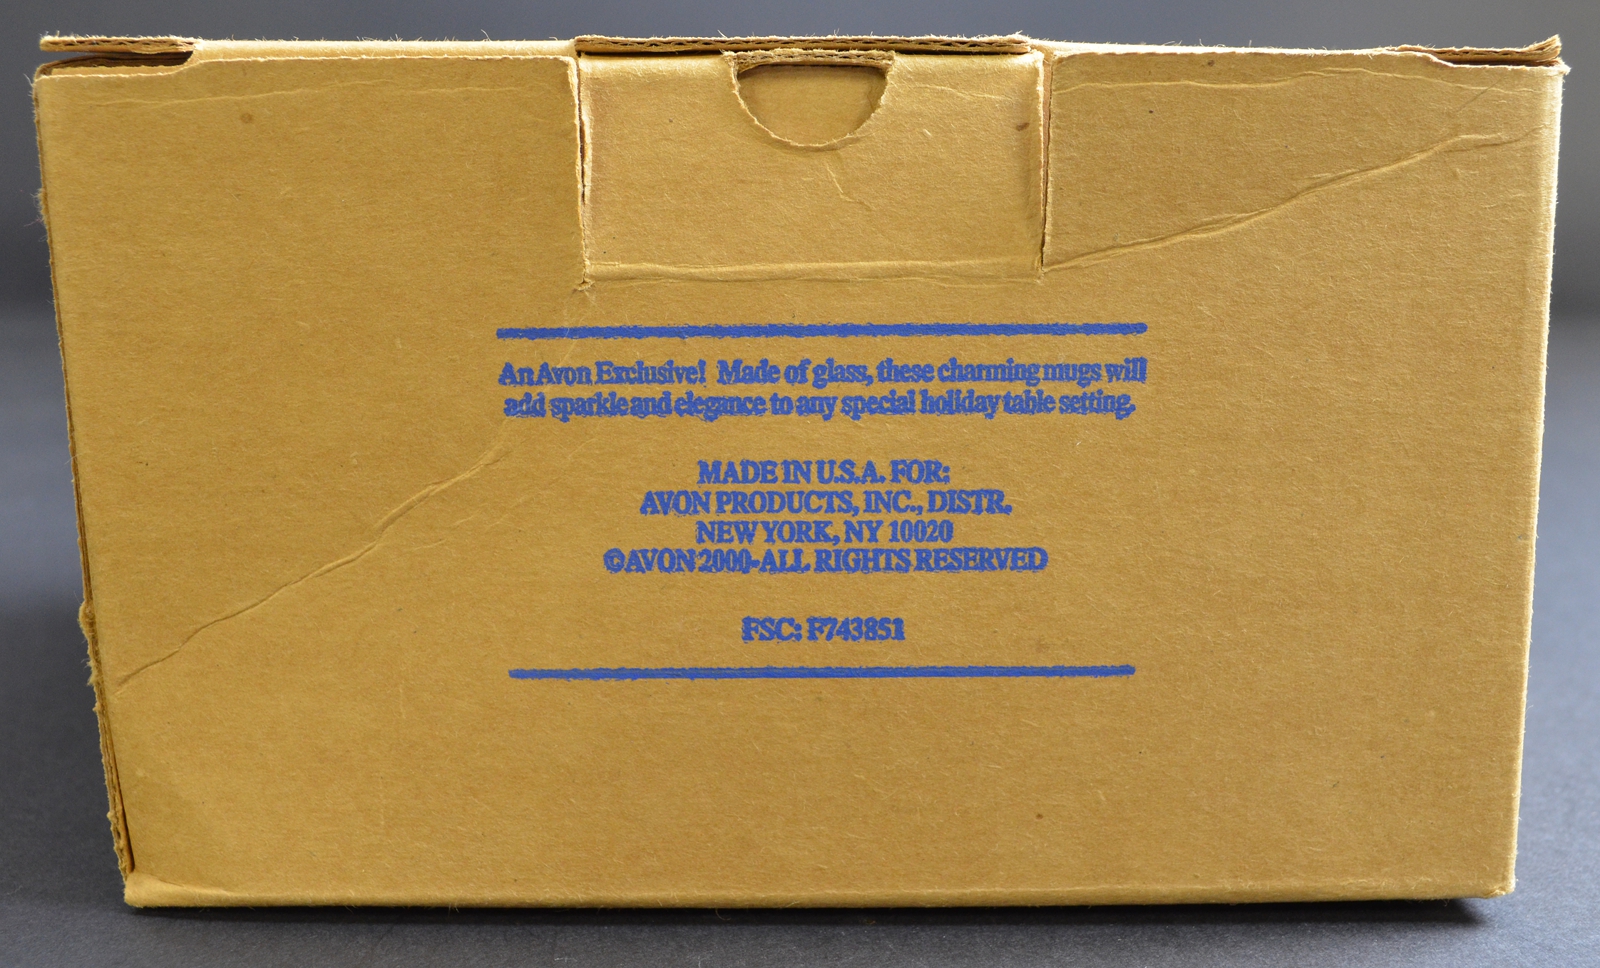 An Avon Exclusive! Made of glass, these charming mugs will
add sparkle and elegance to any special holiday table setting.
MADE IN U.S.A. FOR:
AVON PRODUCTS, INC., DISTR.
NEW YORK, NY 10020
©AVON 2000-ALL RIGHTS RESERVED
FSC: F743851